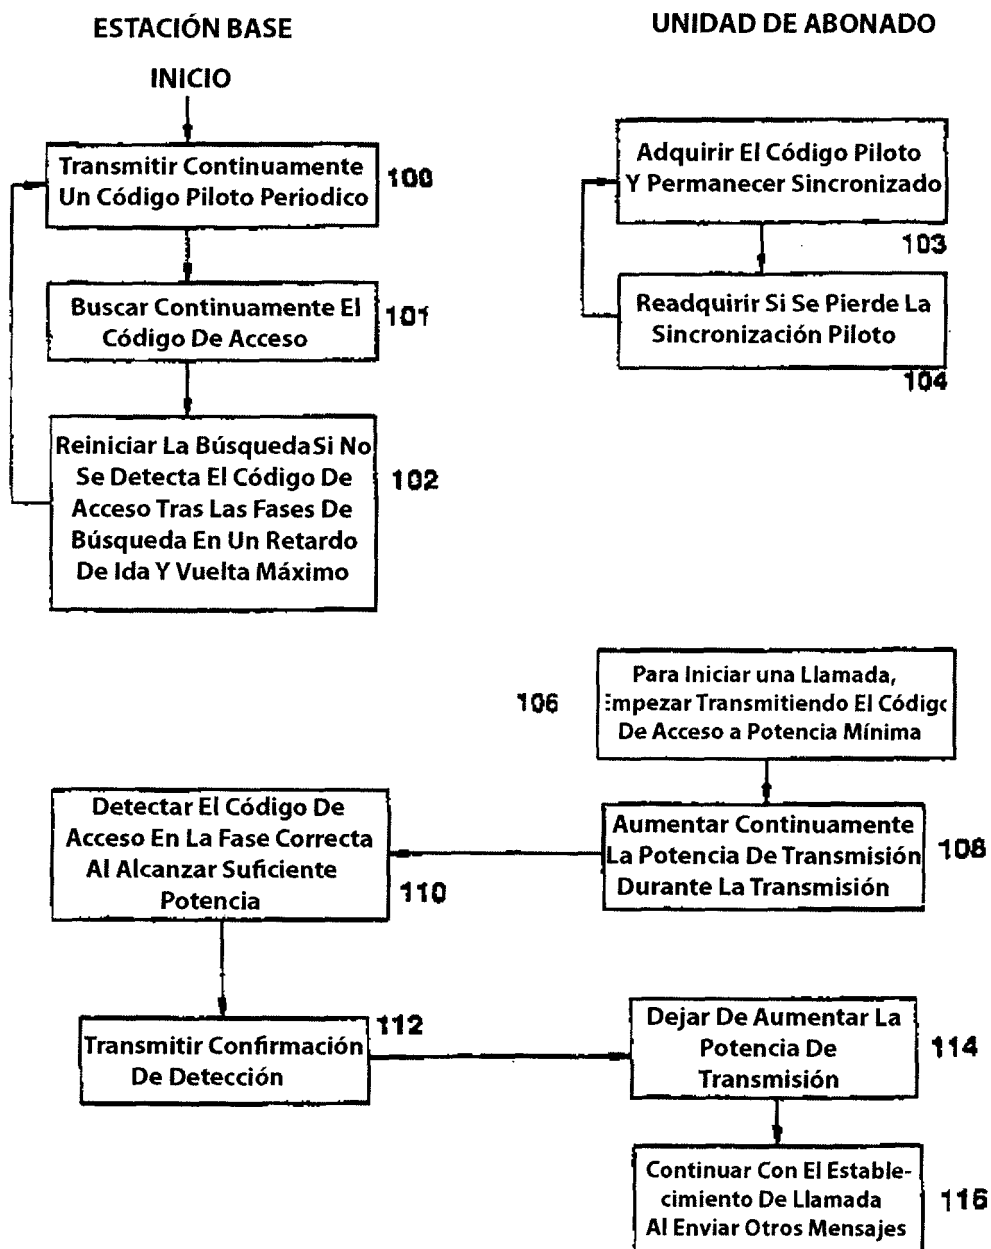 ESTACIÓN BASE
UNIDAD DE ABONADO
INICIO
Transmitir Continuamente
Un Código Piloto Periodico
100
Buscar Continuamente El
Código De Acceso
101
Reiniciar La Búsqueda Si No
Se Detecta El Código De
Acceso Tras Las Fases De
Búsqueda En Un Retardo
De Ida Y Vuelta Máximo
102
Adquirir El Código Piloto
Y Permanecer Sincronizado
103
Readquirir Si Se Pierde La
Sincronización Piloto
104
106
Para Iniciar una Llamada,
Empezar Transmitiendo El Código
De Acceso a Potencia Mínima
Aumentar Continuamente
La Potencia De Transmisión
Durante La Transmisión
108
Detectar El Código De
Acceso En La Fase Correcta
Al Alcanzar Suficiente
Potencia
110
Transmitir Confirmación
De Detección
112
Dejar De Aumentar La
Potencia De
Transmisión
114
Continuar Con El Estable-
cimiento De Llamada
Al Enviar Otros Mensajes
116